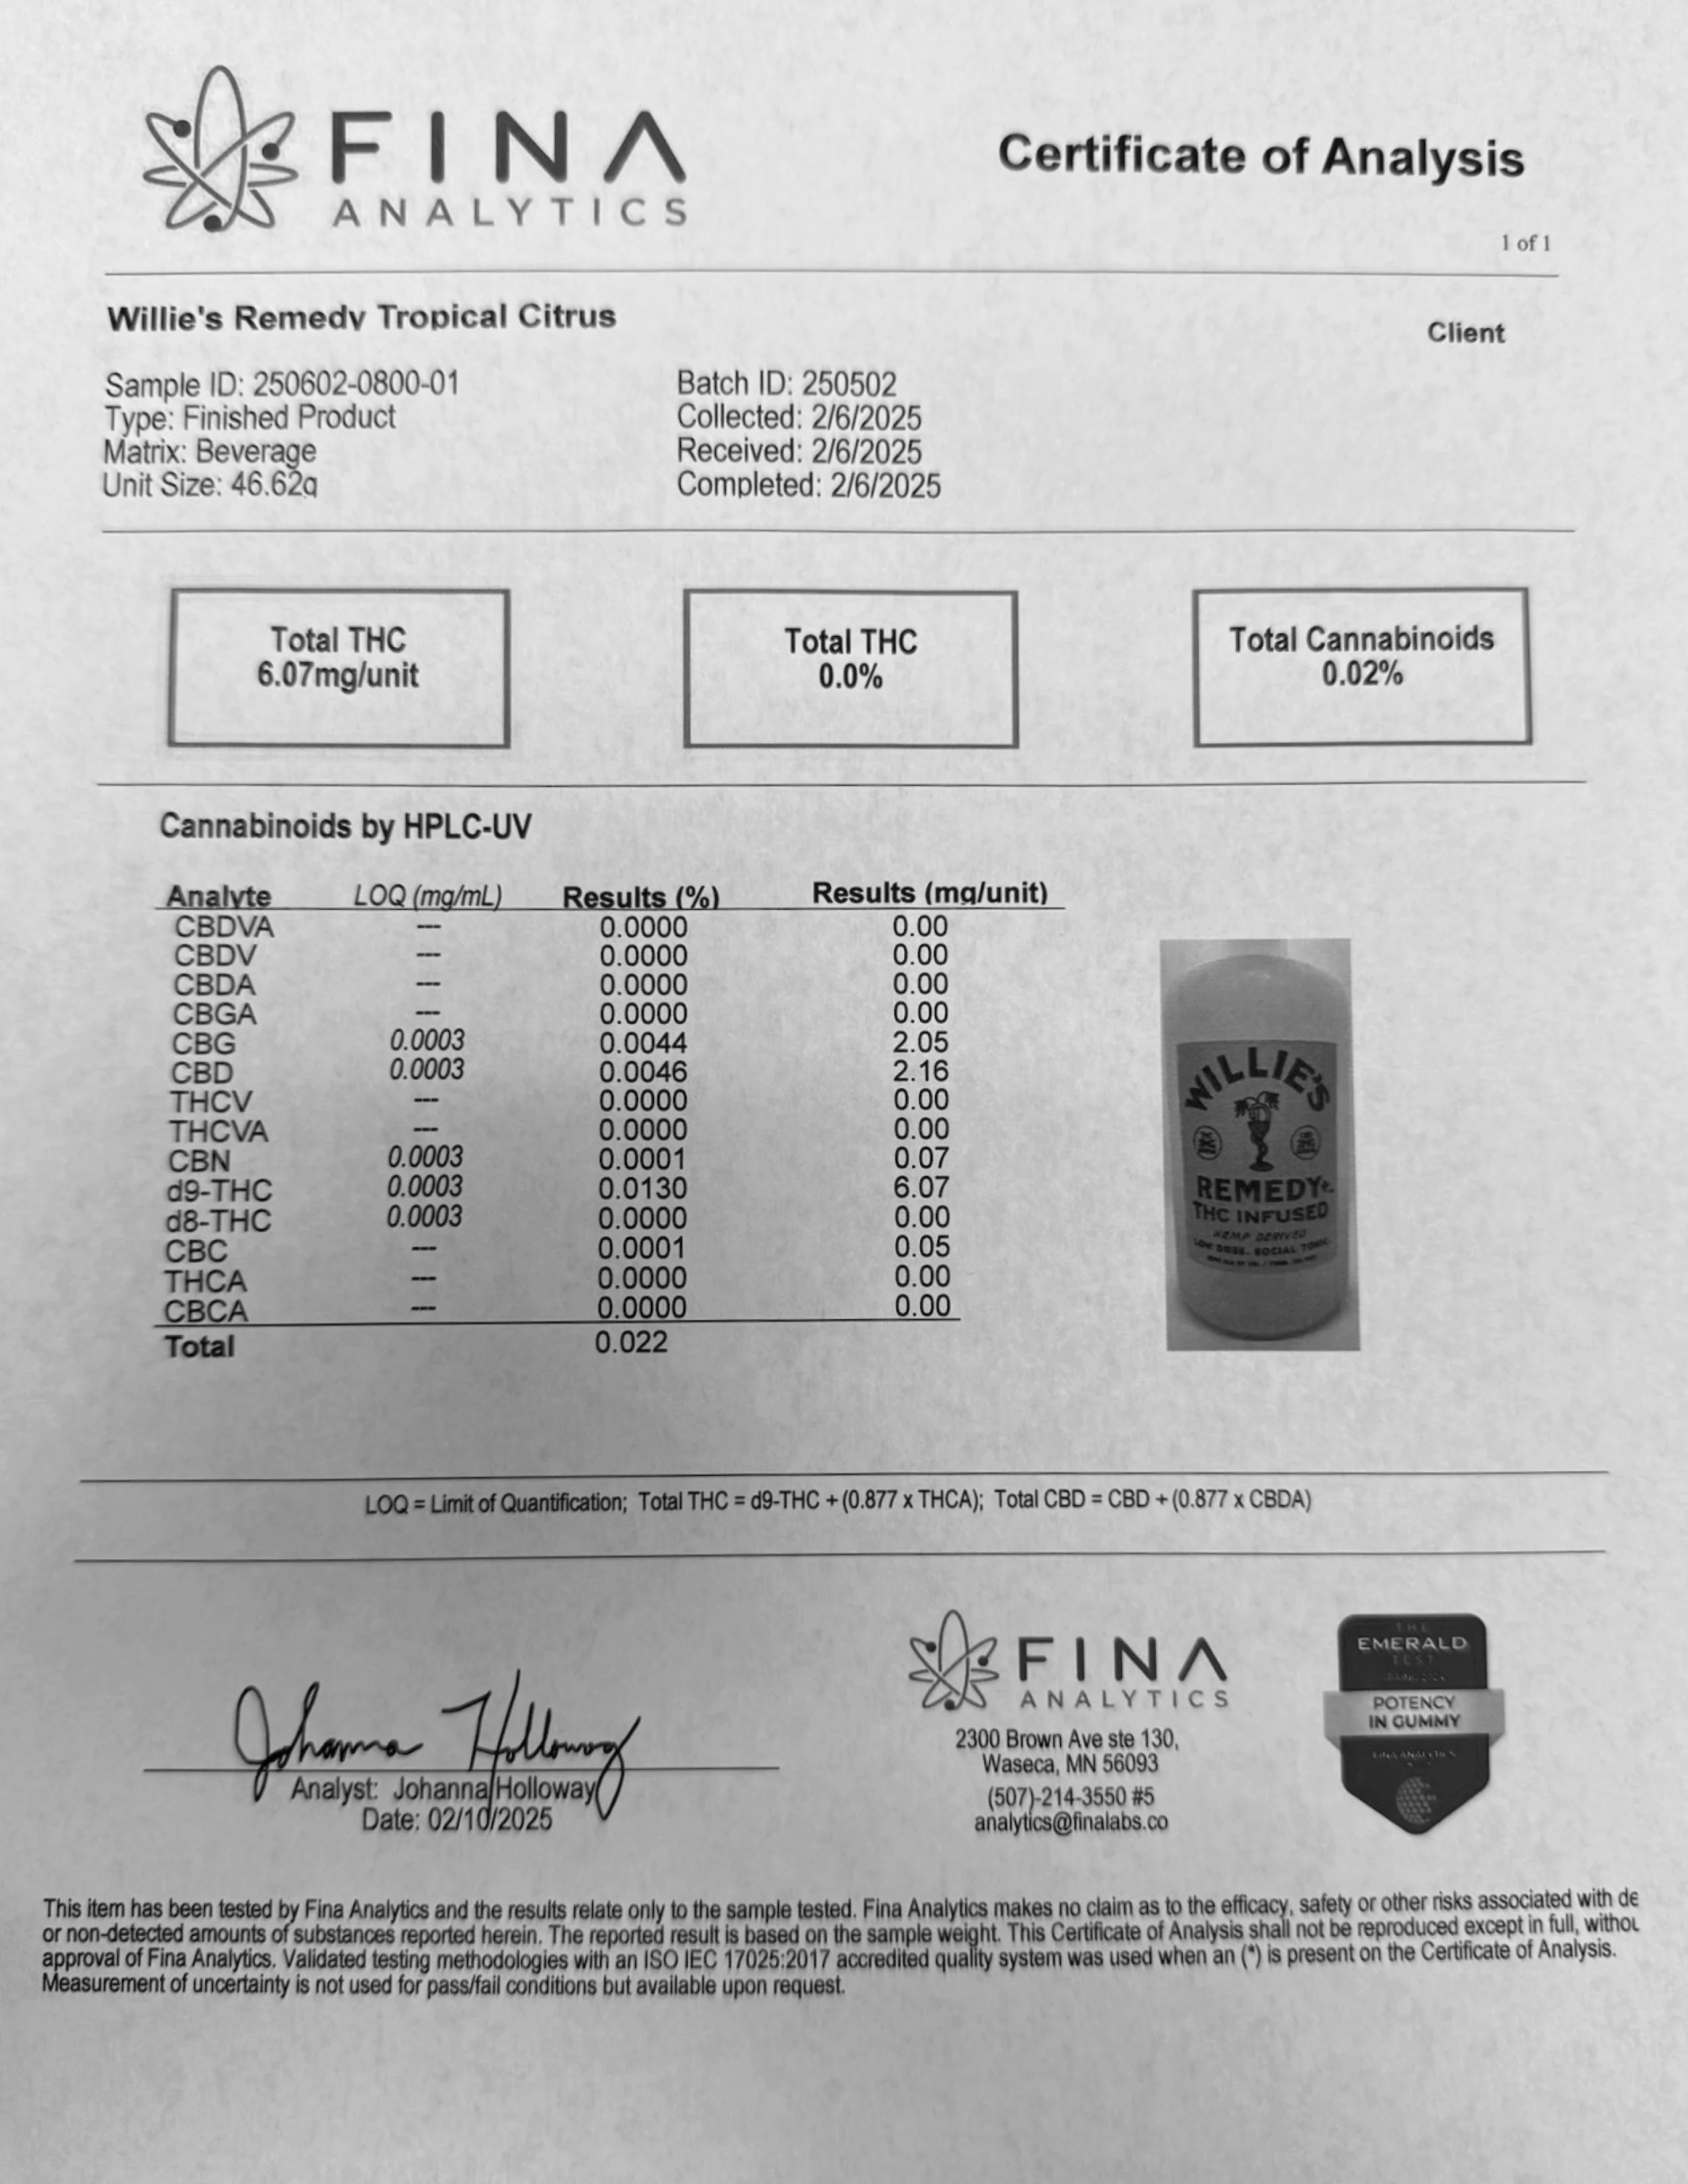 FINA
ANALYTICS
Certificate of Analysis
1 of 1
Willie's Remedy Tropical Citrus
Client
Sample ID: 250602-0800-01
Type: Finished Product
Matrix: Beverage
Unit Size: 46.62g
Batch ID: 250502
Collected: 2/6/2025
Received: 2/6/2025
Completed: 2/6/2025
Total THC
6.07mg/unit
Total THC
0.0%
Total Cannabinoids
0.02%
Cannabinoids by HPLC-UV
Analyte LOQ (mg/mL) Results (%) Results (mg/unit)
CBDVA --- 0.0000 0.00
CBDV --- 0.0000 0.00
CBDA --- 0.0000 0.00
CBGA --- 0.0000 0.00
CBG 0.0003 0.0044 2.05
CBD 0.0003 0.0046 2.16
THCV --- 0.0000 0.00
THCVA --- 0.0000 0.00
CBN 0.0003 0.0001 0.07
d9-THC 0.0003 0.0130 6.07
d8-THC 0.0003 0.0000 0.00
CBC --- 0.0001 0.05
THCA --- 0.0000 0.00
CBCA --- 0.0000 0.00
Total 0.022
WILLIE'S
REMEDY+
THC INFUSED
HEMP DERIVED
LOW DOSE. SOCIAL TONIC.
LOQ = Limit of Quantification; Total THC = d9-THC + (0.877 x THCA); Total CBD = CBD + (0.877 x CBDA)
Johanna Holloway
Analyst: Johanna Holloway
Date: 02/10/2025
FINA
ANALYTICS
2300 Brown Ave ste 130,
Waseca, MN 56093
(507)-214-3550 #5
analytics@finalabs.co
THE
EMERALD
TEST
POTENCY
IN GUMMY
FINA ANALYTICS
This item has been tested by Fina Analytics and the results relate only to the sample tested. Fina Analytics makes no claim as to the efficacy, safety or other risks associated with de
or non-detected amounts of substances reported herein. The reported result is based on the sample weight. This Certificate of Analysis shall not be reproduced except in full, withou
approval of Fina Analytics. Validated testing methodologies with an ISO IEC 17025:2017 accredited quality system was used when an (*) is present on the Certificate of Analysis.
Measurement of uncertainty is not used for pass/fail conditions but available upon request.